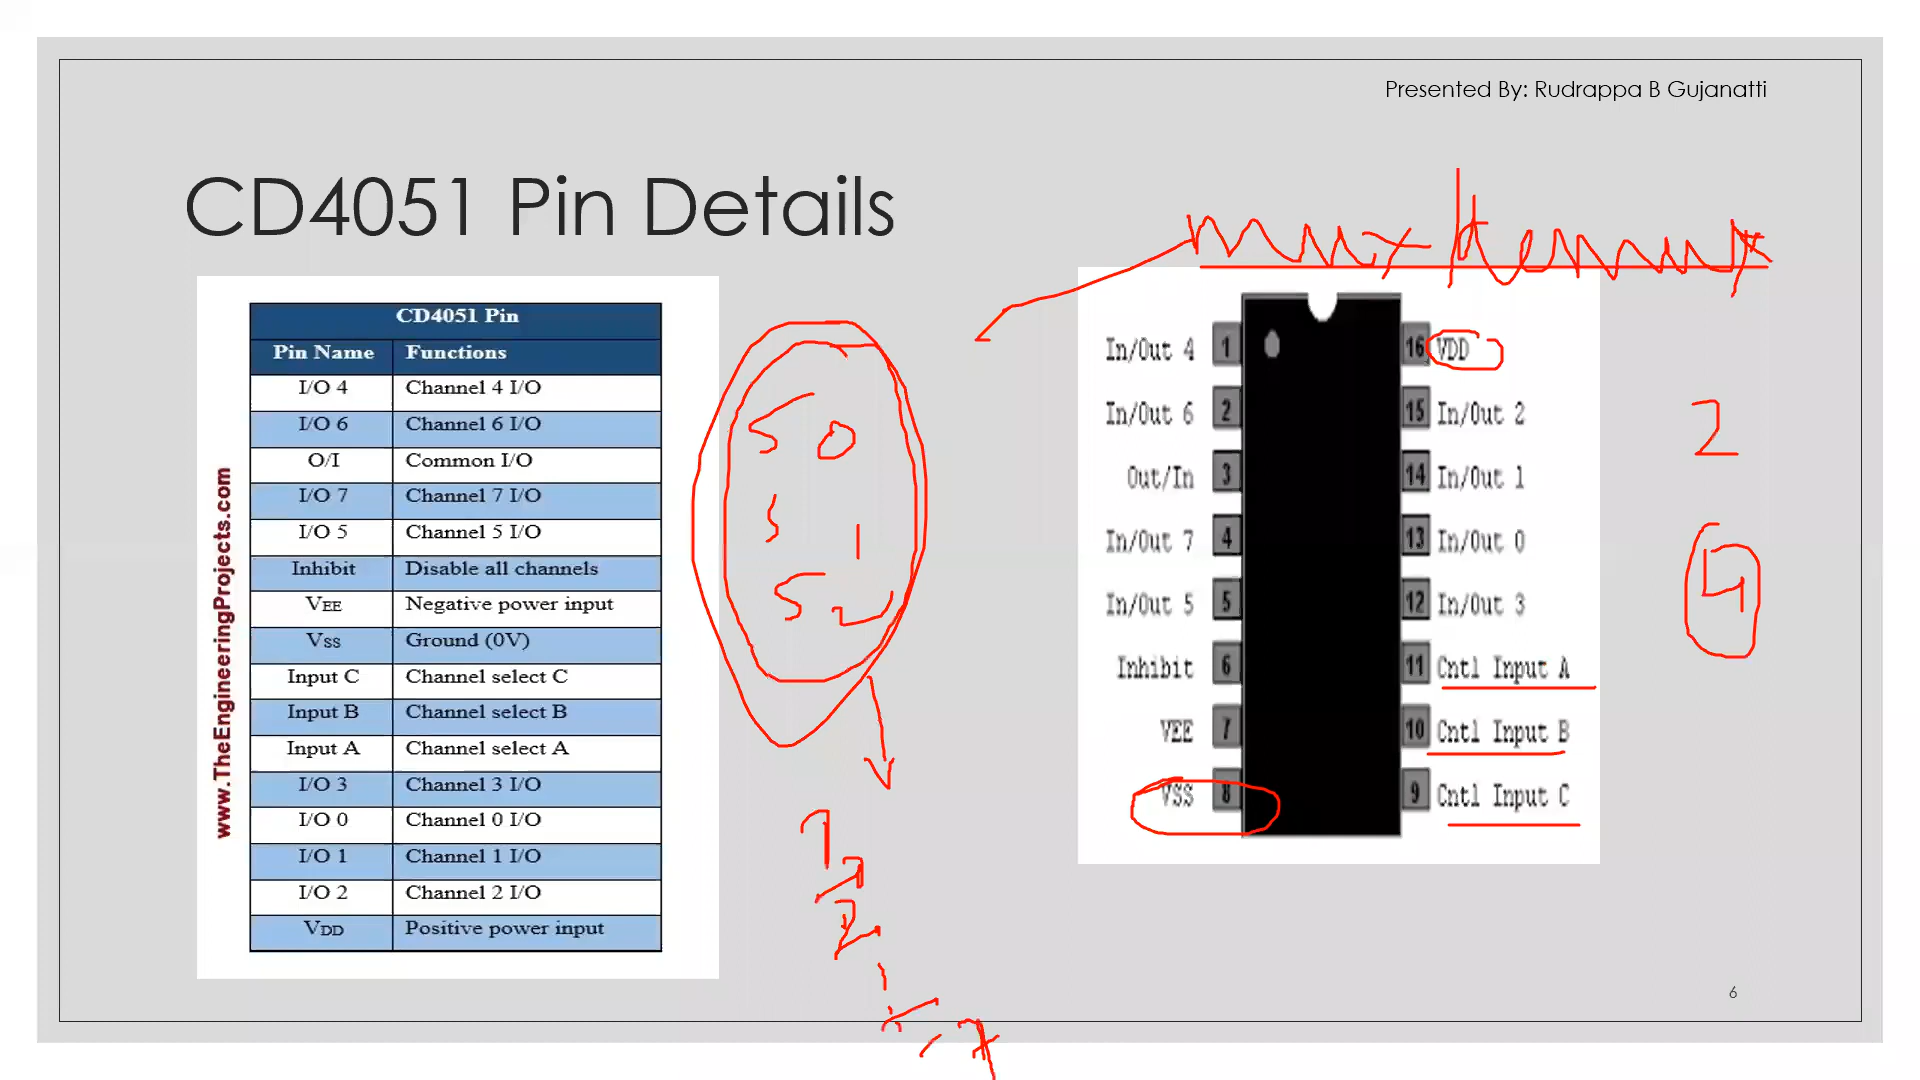 Presented By: Rudrappa B Gujanatti
CD4051 Pin Details
www.TheEngineeringProjects.com
CD4051 Pin
Pin Name Functions
I/O 4 Channel 4 I/O
I/O 6 Channel 6 I/O
O/I Common I/O
I/O 7 Channel 7 I/O
I/O 5 Channel 5 I/O
Inhibit Disable all channels
VEE Negative power input
Vss Ground (0V)
Input C Channel select C
Input B Channel select B
Input A Channel select A
I/O 3 Channel 3 I/O
I/O 0 Channel 0 I/O
I/O 1 Channel 1 I/O
I/O 2 Channel 2 I/O
VDD Positive power input
S 0
S 1
S 2
mux
In/Out 4 1 16 VDD
In/Out 6 2 15 In/Out 2
Out/In 3 14 In/Out 1
In/Out 7 4 13 In/Out 0
In/Out 5 5 12 In/Out 3
Inhibit 6 11 Cntl Input A
VEE 7 10 Cntl Input B
VSS 8 9 Cntl Input C
2
6